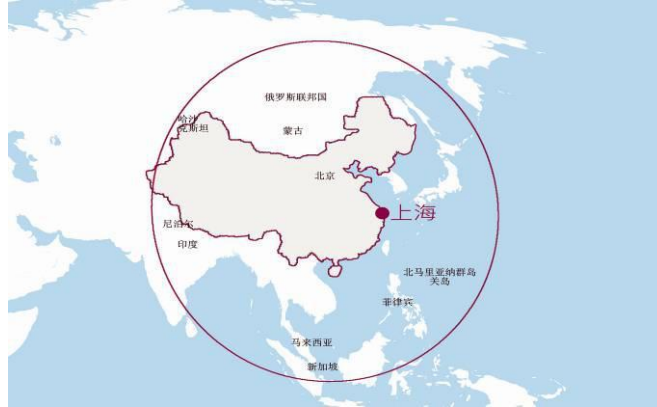 俄罗斯联邦国
哈沙
克斯坦
蒙古
北京
上海
尼泊尔
印度
北马里亚纳群岛
关岛
菲律宾
马来西亚
新加坡